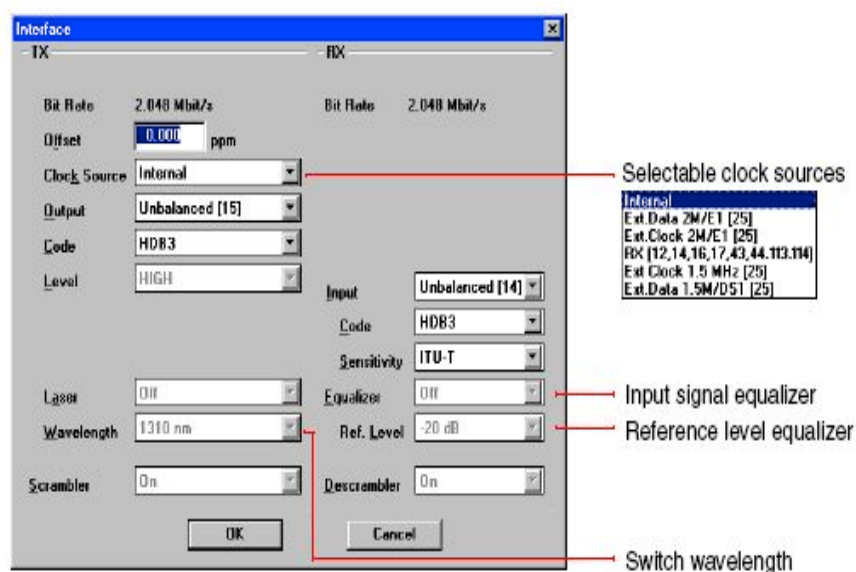 Interface
TX
RX
Bit Rate 2.048 Mbit/s
Bit Rate 2.048 Mbit/s
Offset 0.000 ppm
Clock Source Internal
Output Unbalanced [15]
Code HDB3
Level HIGH
Input Unbalanced [14]
Code HDB3
Sensitivity ITU-T
Laser Off
Equalizer Off
Wavelength 1310 nm
Ref. Level -20 dB
Scrambler On
Descrambler On
OK
Cancel
Selectable clock sources
Internal
Ext.Data 2M/E1 [25]
Ext.Clock 2M/E1 [25]
RX [12,14,16,17,43,44.113.114]
Ext Clock 1.5 MHz [25]
Ext.Data 1.5M/DS1 [25]
Input signal equalizer
Reference level equalizer
Switch wavelength